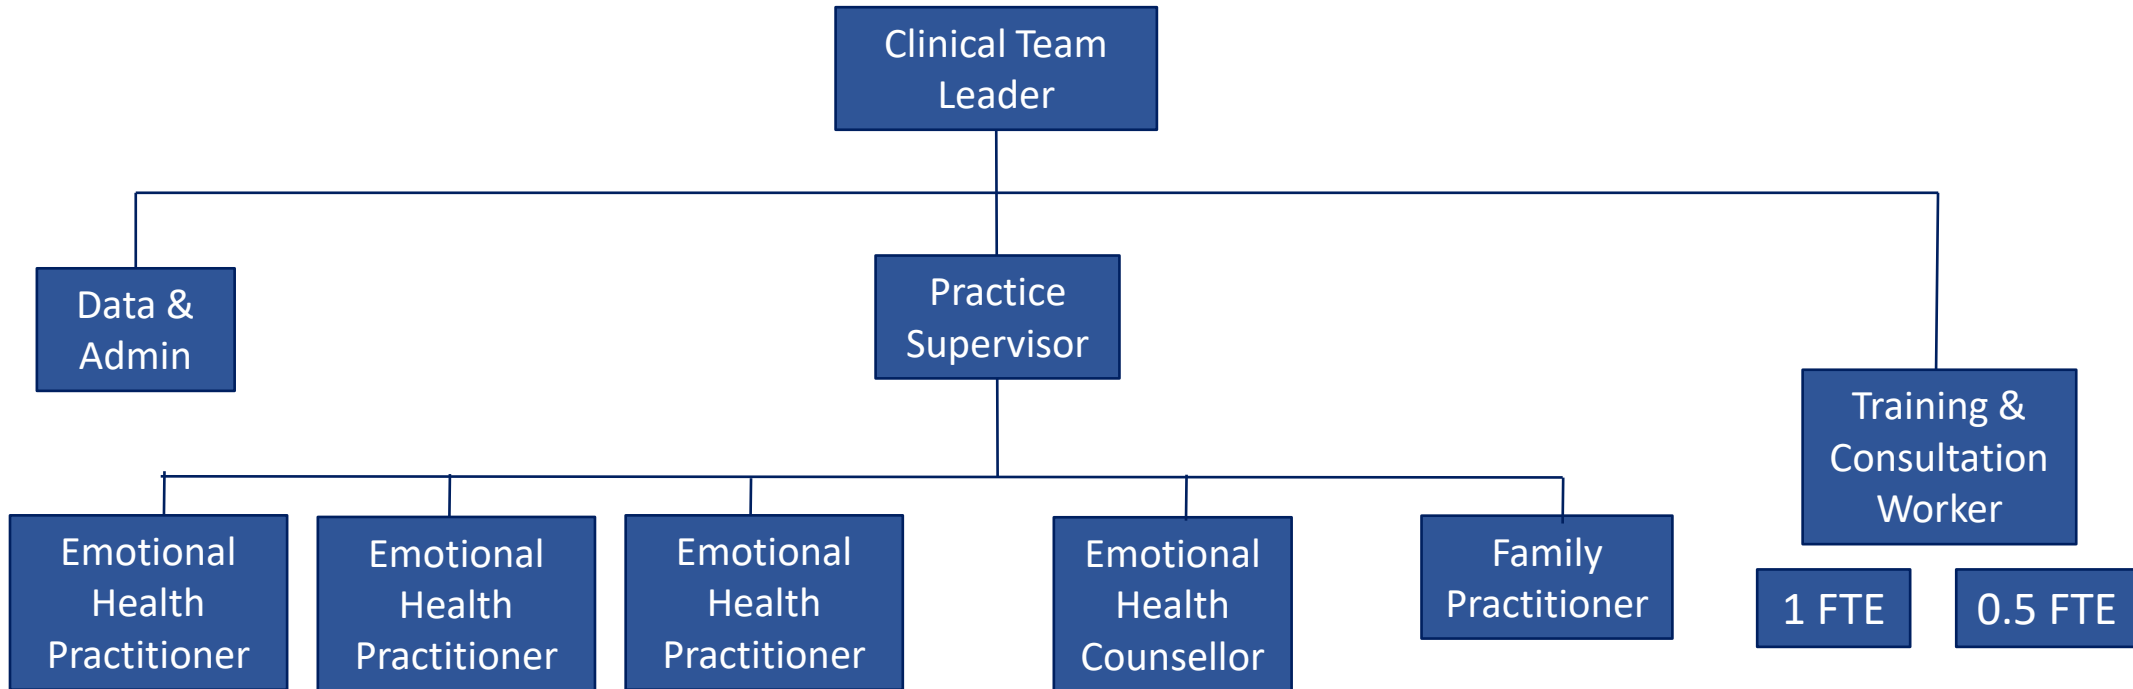 Clinical Team
Leader
Data &
Admin
Practice
Supervisor
Training &
Consultation
Worker
1 FTE
0.5 FTE
Emotional
Health
Practitioner
Emotional
Health
Practitioner
Emotional
Health
Practitioner
Emotional
Health
Counsellor
Family
Practitioner